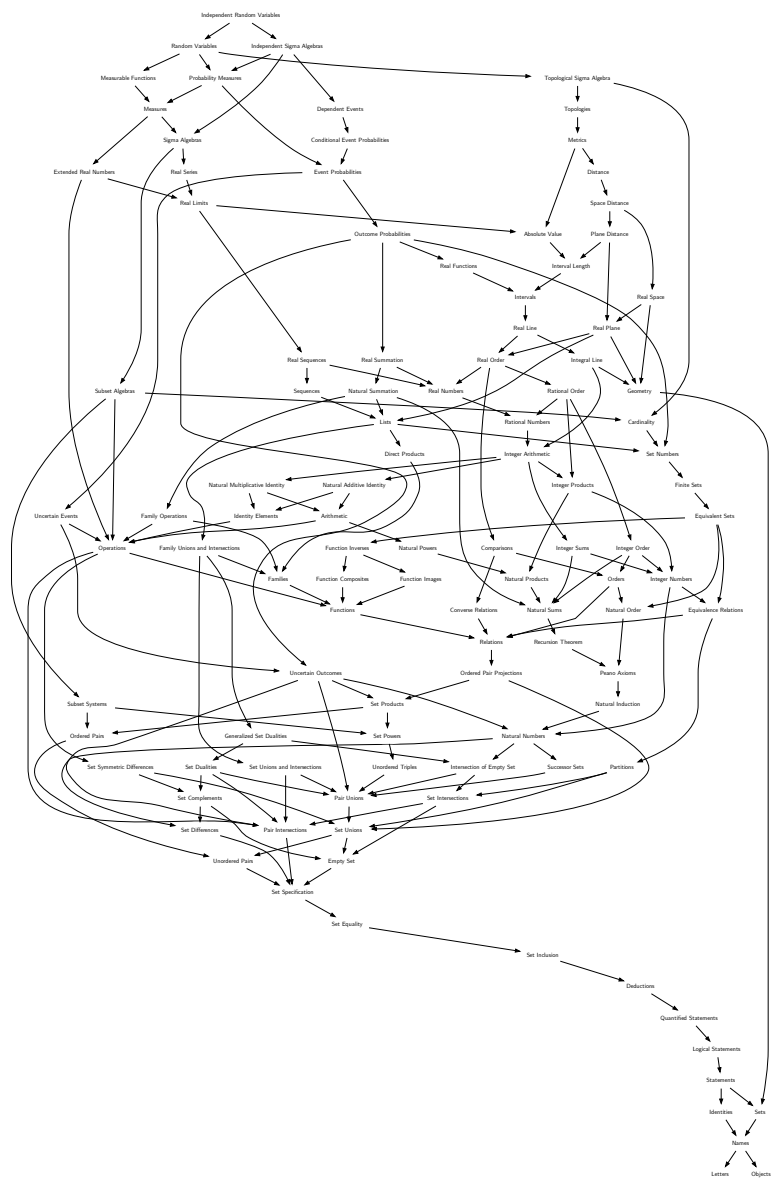 Independent Random Variables
Random Variables
Independent Sigma Algebras
Measurable Functions
Probability Measures
Topological Sigma Algebra
Measures
Dependent Events
Topologies
Sigma Algebras
Conditional Event Probabilities
Metrics
Extended Real Numbers
Real Series
Event Probabilities
Distance
Real Limits
Space Distance
Outcome Probabilities
Absolute Value
Plane Distance
Real Functions
Interval Length
Intervals
Real Space
Real Line
Real Plane
Real Sequences
Real Summation
Real Order
Integral Line
Subset Algebras
Sequences
Natural Summation
Real Numbers
Rational Order
Geometry
Lists
Rational Numbers
Cardinality
Direct Products
Integer Arithmetic
Set Numbers
Natural Multiplicative Identity
Natural Additive Identity
Integer Products
Finite Sets
Uncertain Events
Family Operations
Identity Elements
Arithmetic
Equivalent Sets
Operations
Family Unions and Intersections
Function Inverses
Natural Powers
Comparisons
Integer Sums
Integer Order
Families
Function Composites
Function Images
Natural Products
Orders
Integer Numbers
Functions
Converse Relations
Natural Sums
Natural Order
Equivalence Relations
Relations
Recursion Theorem
Uncertain Outcomes
Ordered Pair Projections
Peano Axioms
Subset Systems
Set Products
Natural Induction
Ordered Pairs
Generalized Set Dualities
Set Powers
Natural Numbers
Set Symmetric Differences
Set Dualities
Set Unions and Intersections
Unordered Triples
Intersection of Empty Set
Successor Sets
Partitions
Set Complements
Pair Unions
Set Intersections
Set Differences
Pair Intersections
Set Unions
Unordered Pairs
Empty Set
Set Specification
Set Equality
Set Inclusion
Deductions
Quantified Statements
Logical Statements
Statements
Identities
Sets
Names
Letters
Objects